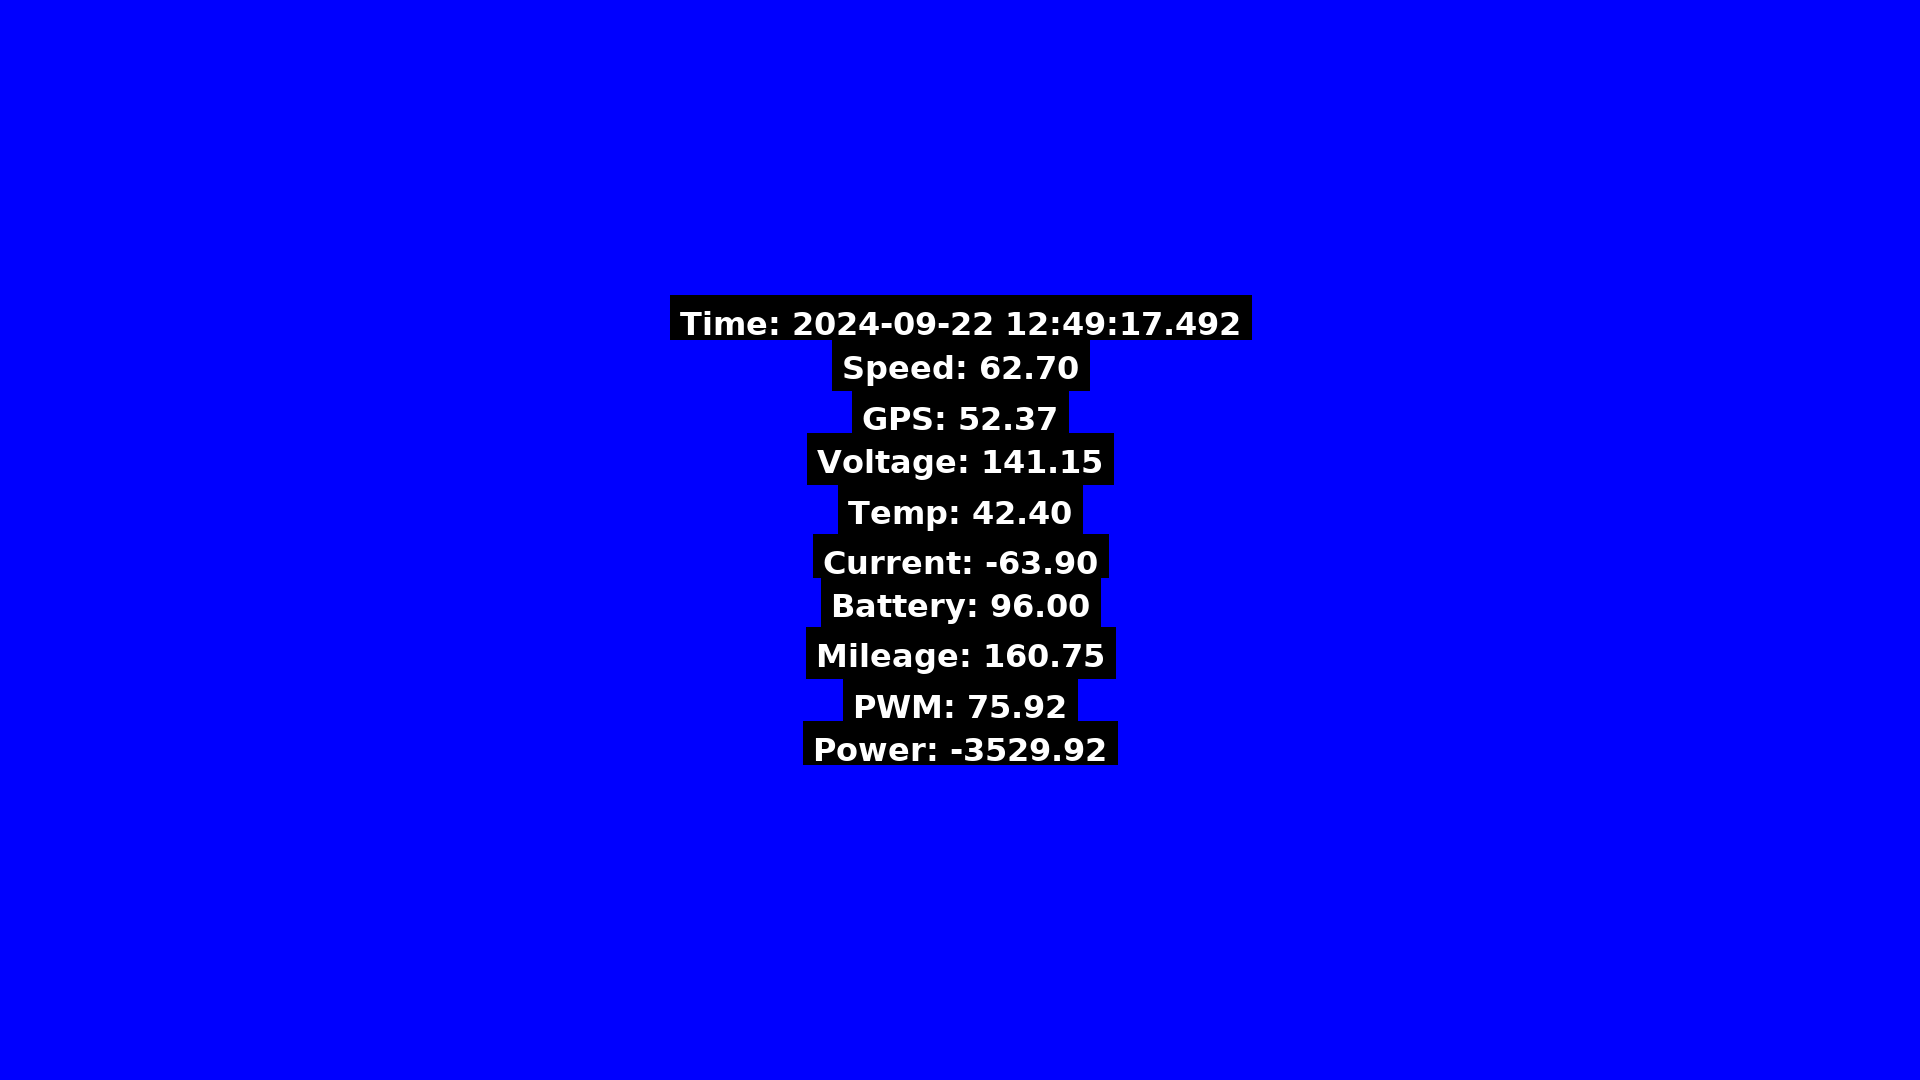 Time: 2024-09-22 12:49:17.492
Speed: 62.70
GPS: 52.37
Voltage: 141.15
Temp: 42.40
Current: -63.90
Battery: 96.00
Mileage: 160.75
PWM: 75.92
Power: -3529.92